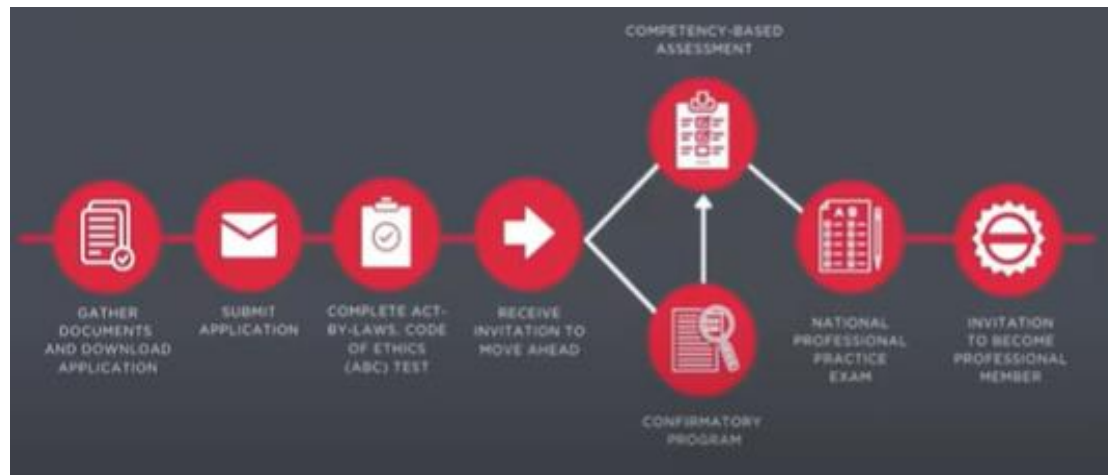 COMPETENCY-BASED
ASSESSMENT
A B
GATHER
DOCUMENTS
AND DOWNLOAD
APPLICATION
SUBMIT
APPLICATION
COMPLETE ACT-
BY-LAWS, CODE
OF ETHICS
(ABC) TEST
RECEIVE
INVITATION TO
MOVE AHEAD
CONFIRMATORY
PROGRAM
NATIONAL
PROFESSIONAL
PRACTICE
EXAM
INVITATION
TO BECOME
PROFESSIONAL
MEMBER